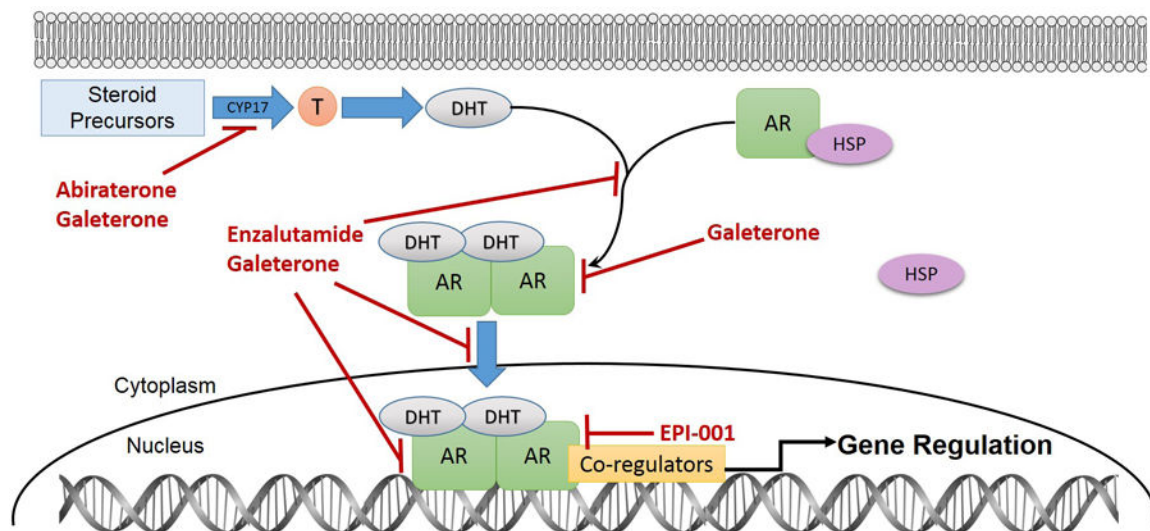 Steroid
Precursors
CYP17
T
DHT
AR
HSP
Abiraterone
Galeterone
Enzalutamide
Galeterone
DHT
DHT
AR
AR
Galeterone
HSP
Cytoplasm
Nucleus
DHT
DHT
AR
AR
EPI-001
Co-regulators
Gene Regulation